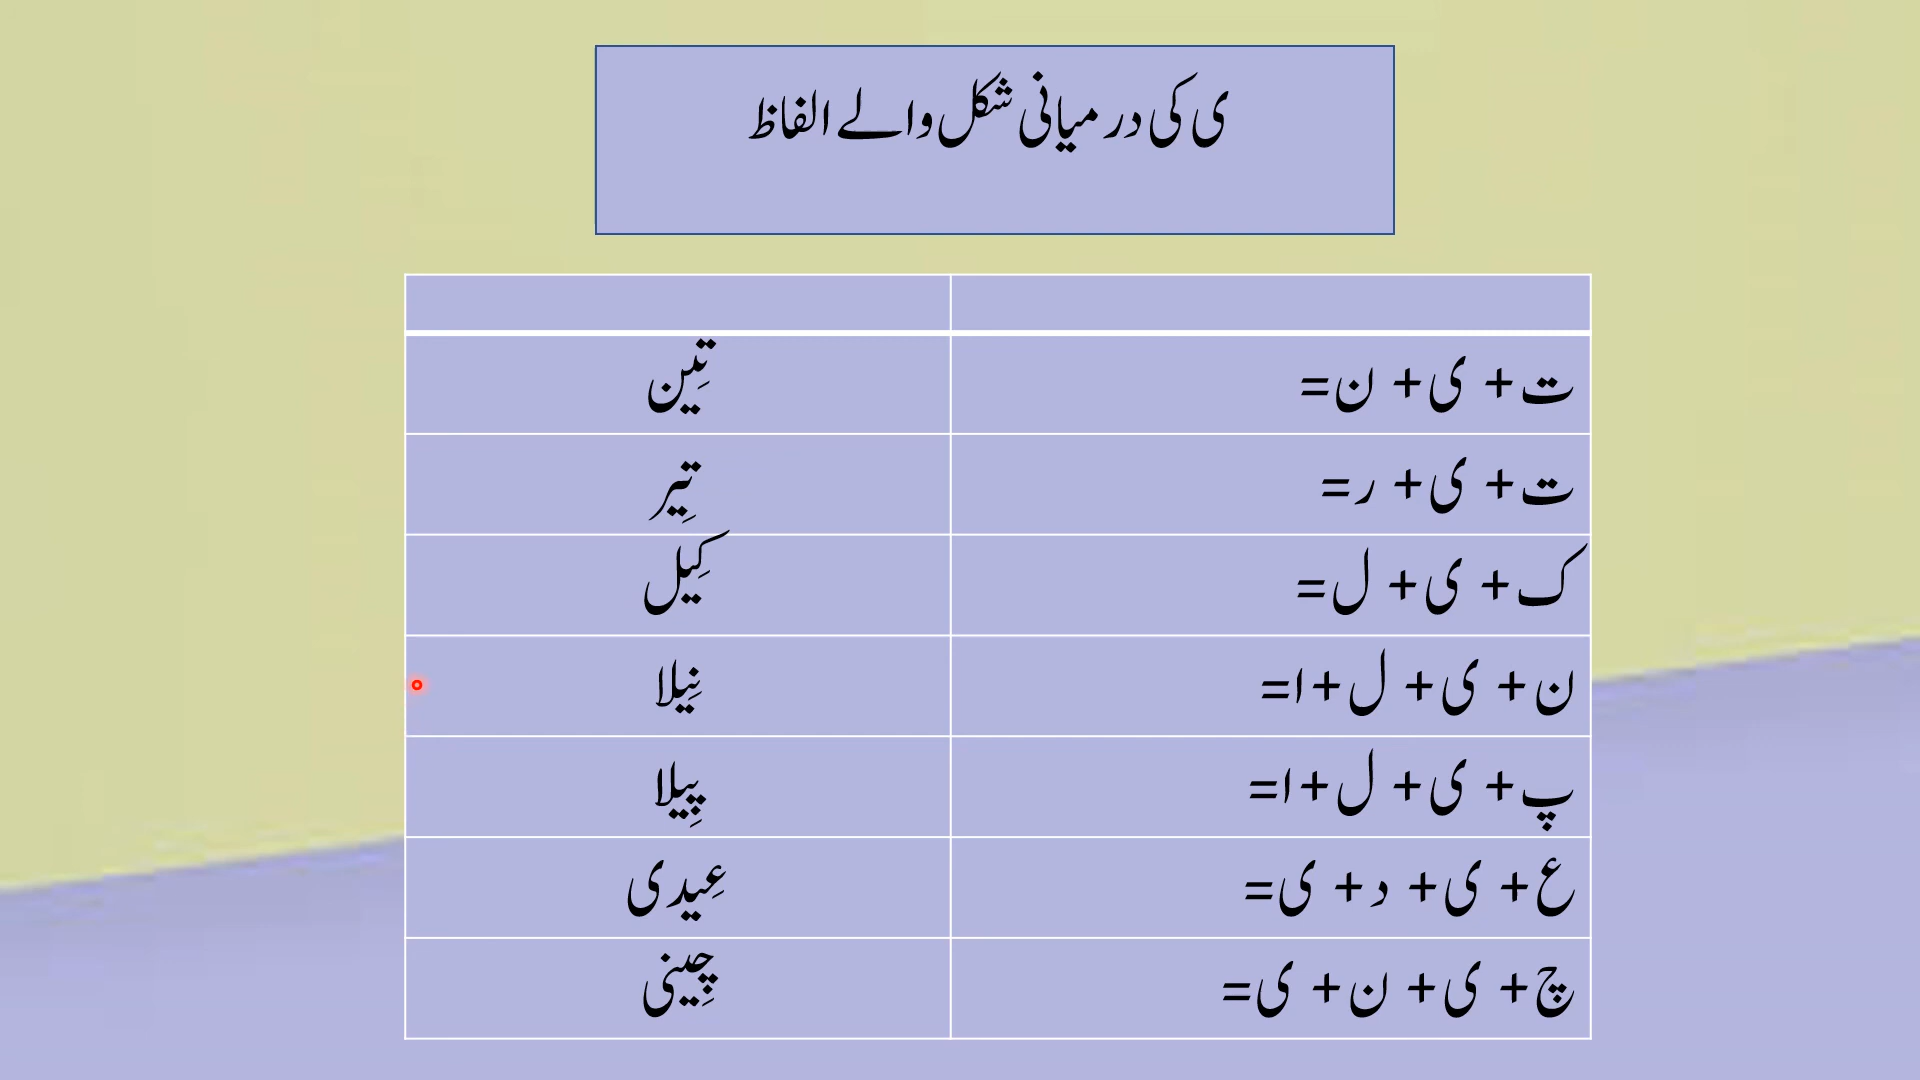 ی کی درمیانی شکل والے الفاظ
ت+ ی+ ن= تِین
ت+ ی+ ر= تِیر
ک+ ی+ ل= کِیل
ن+ ی+ ل+ا= نِیلا
پ+ ی+ ل+ا= پِیلا
ع+ ی+ د+ ی= عِیدی
چ+ ی+ ن+ ی= چِینی